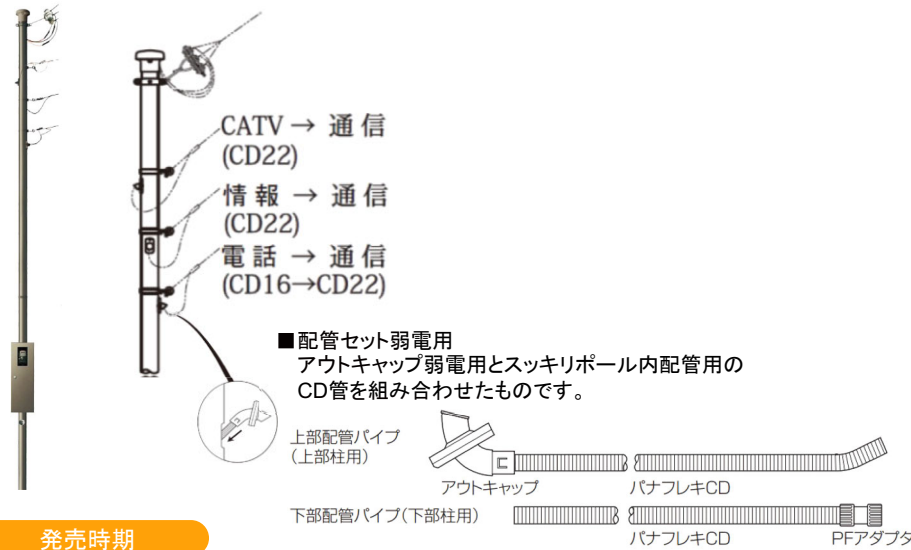 CATV → 通信
(CD22)
情報 → 通信
(CD22)
電話 → 通信
(CD16→CD22)
■配管セット弱電用
アウトキャップ弱電用とスッキリポール内配管用の
CD管を組み合わせたものです。
上部配管パイプ
(上部柱用)
アウトキャップ
パナフレキCD
下部配管パイプ(下部柱用)
パナフレキCD
PFアダプタ
発売時期